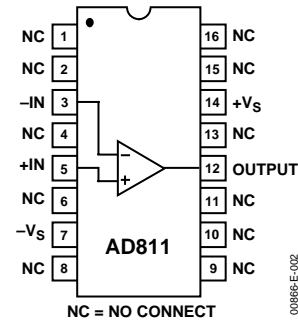 NC 1 16 NC
NC 2 15 NC
–IN 3 14 +VS
NC 4 13 NC
+IN 5 12 OUTPUT
NC 6 11 NC
–VS 7 10 NC
NC 8 9 NC
–
+
AD811
NC = NO CONNECT
00866-E-002